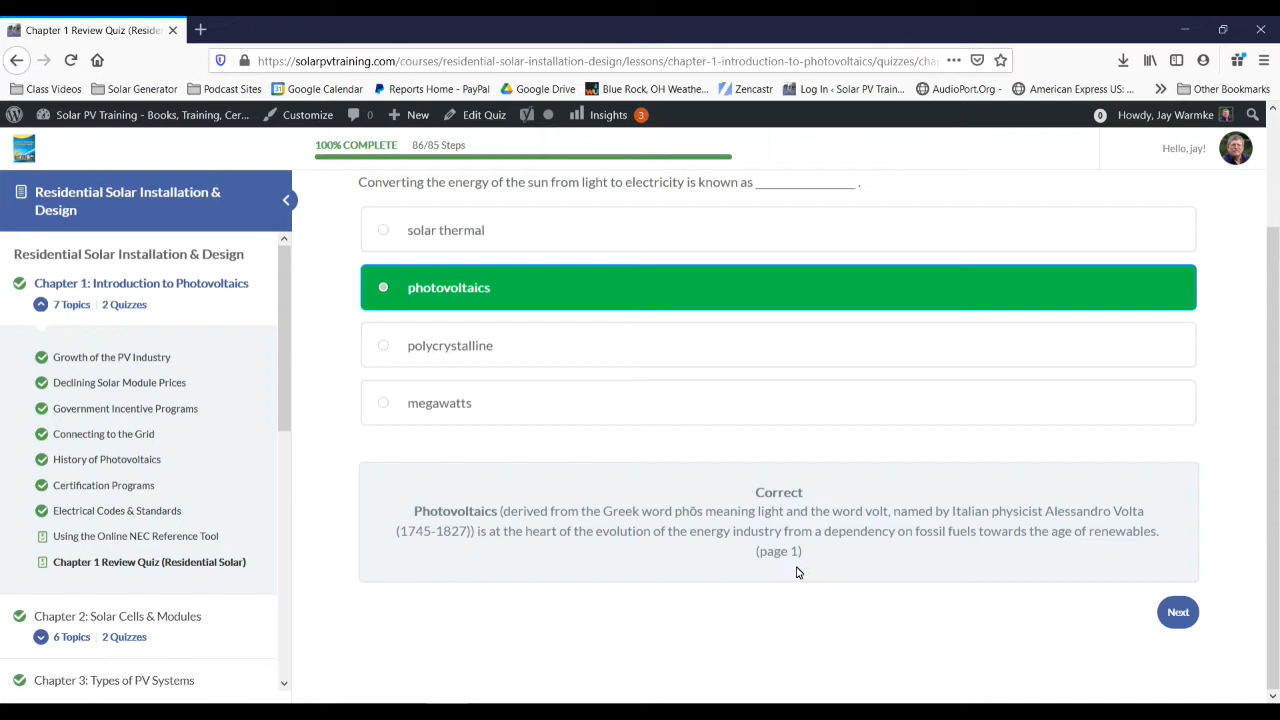 Chapter 1 Review Quiz (Reside
https://solarpvtraining.com/courses/residential-solar-installation-design/lessons/chapter-1-introduction-to-photovoltaics/quizzes/cha
Class Videos
Solar Generator
Podcast Sites
Google Calendar
Reports Home - PayPal
Google Drive
Blue Rock, OH Weathe...
Zencastr
Log In ‹ Solar PV Train...
AudioPort.Org -
American Express US: ...
Other Bookmarks
Solar PV Training - Books, Training, Cer...
Customize
0
New
Edit Quiz
Insights
3
0
Howdy, Jay Warmke
100% COMPLETE
86/85 Steps
Hello, jay!
Residential Solar Installation &
Design
Residential Solar Installation & Design
Chapter 1: Introduction to Photovoltaics
7 Topics | 2 Quizzes
Growth of the PV Industry
Declining Solar Module Prices
Government Incentive Programs
Connecting to the Grid
History of Photovoltaics
Certification Programs
Electrical Codes & Standards
Using the Online NEC Reference Tool
Chapter 1 Review Quiz (Residential Solar)
Chapter 2: Solar Cells & Modules
6 Topics | 2 Quizzes
Chapter 3: Types of PV Systems
Converting the energy of the sun from light to electricity is known as ______________ .
solar thermal
photovoltaics
polycrystalline
megawatts
Correct
Photovoltaics (derived from the Greek word phōs meaning light and the word volt, named by Italian physicist Alessandro Volta
(1745-1827)) is at the heart of the evolution of the energy industry from a dependency on fossil fuels towards the age of renewables.
(page 1)
Next